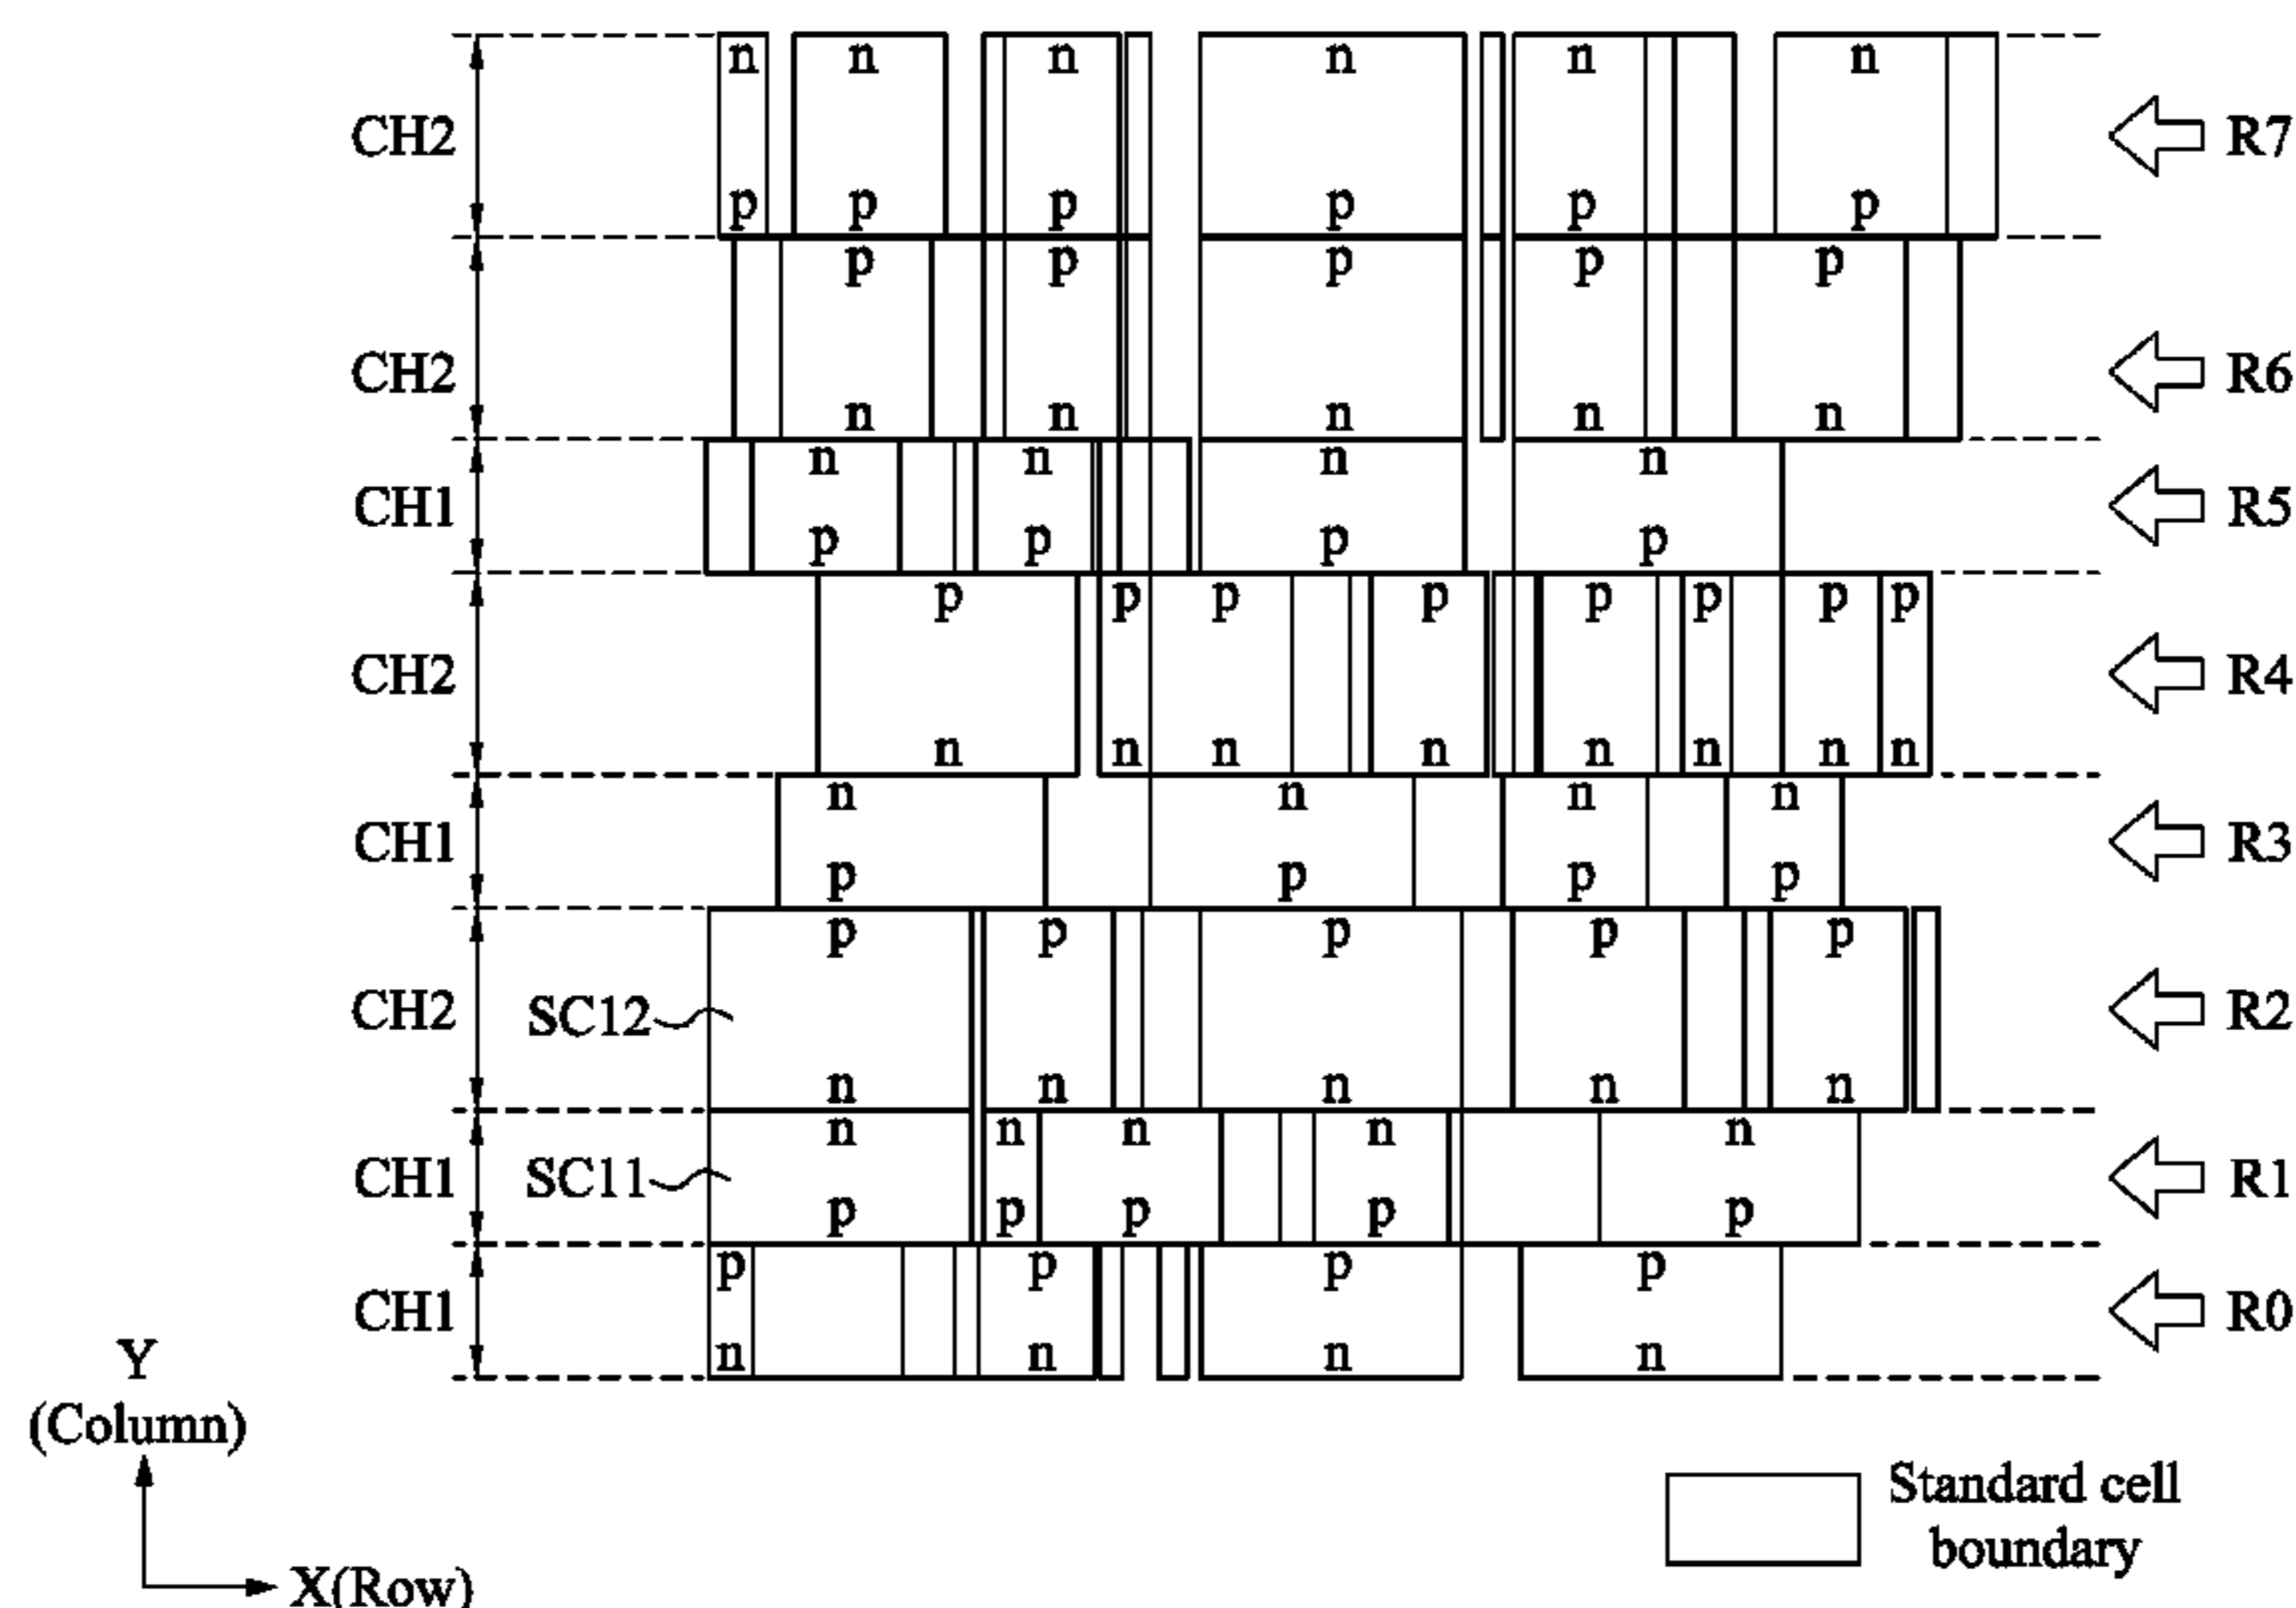 n n n n n n
CH2 R7
p p p p p p
p p p p p
CH2 R6
n n n n n
n n n n
CH1 R5
p p p p
p p p p p p p p
CH2 R4
n n n n n n n n
n n n n
CH1 R3
p p p p
p p p p p
CH2 SC12 R2
n n n n n
n n n n n
CH1 SC11 R1
p p p p p
p p p p
CH1 R0
n n n n
Y
(Column)
X(Row)
Standard cell
boundary